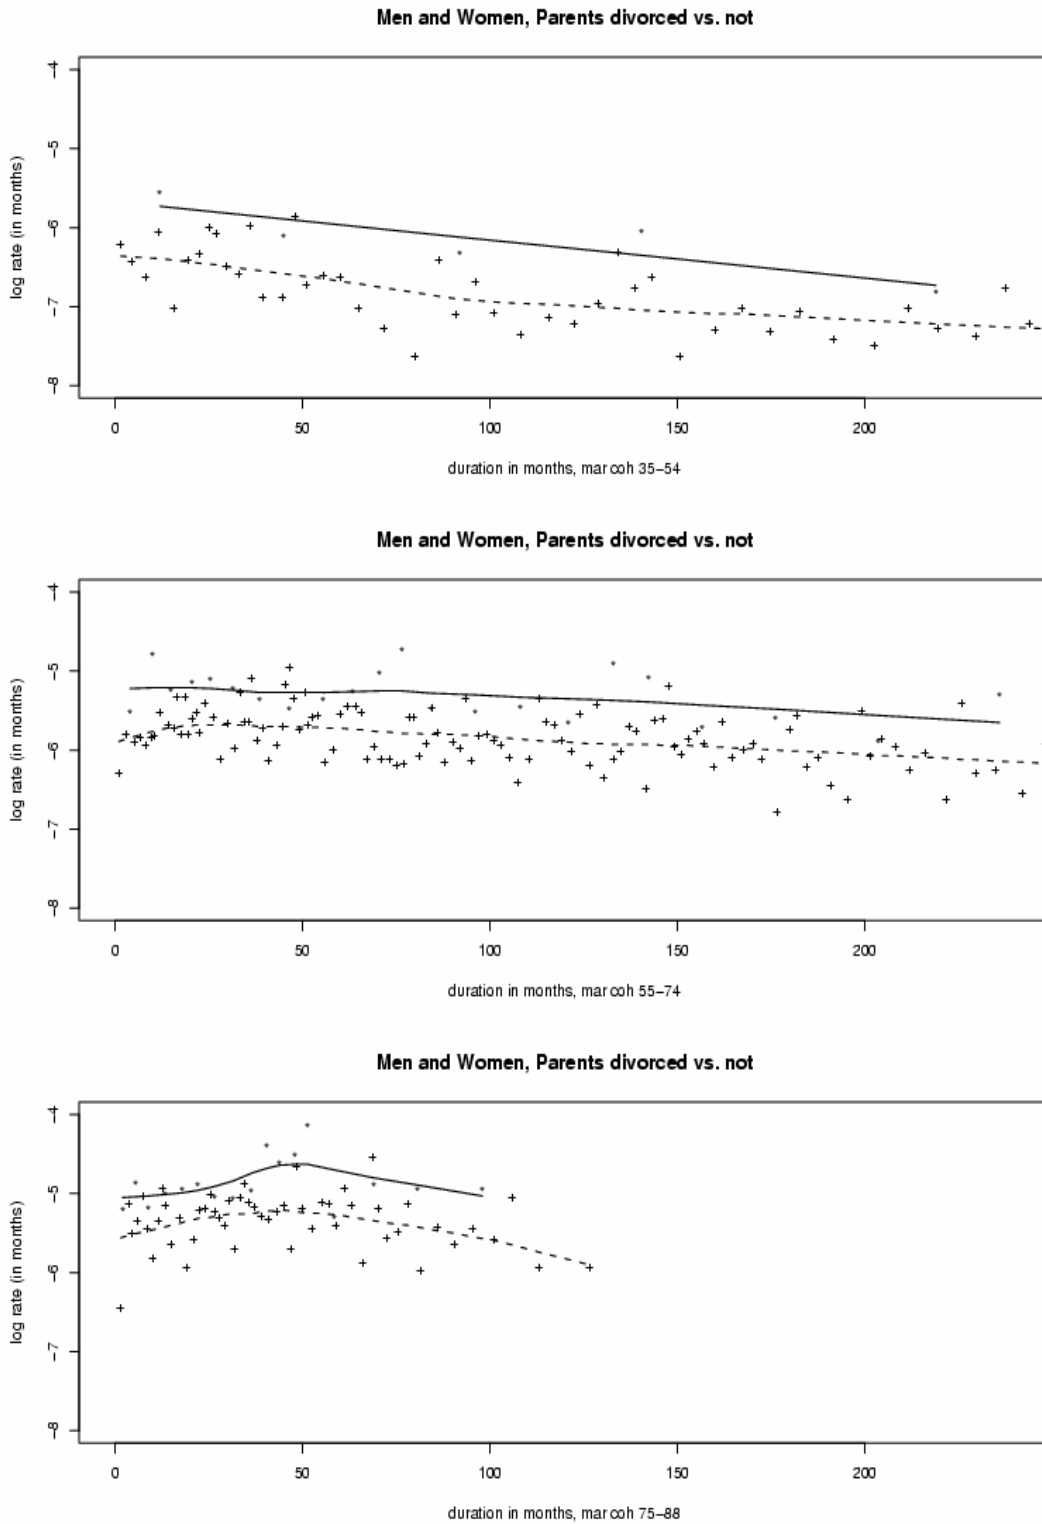 Men and Women, Parents divorced vs. not
log rate (in months)
-4
-5
-6
-7
-8
0 50 100 150 200
duration in months, mar coh 35-54
Men and Women, Parents divorced vs. not
log rate (in months)
-4
-5
-6
-7
-8
0 50 100 150 200
duration in months, mar coh 55-74
Men and Women, Parents divorced vs. not
log rate (in months)
-4
-5
-6
-7
-8
0 50 100 150 200
duration in months, mar coh 75-88